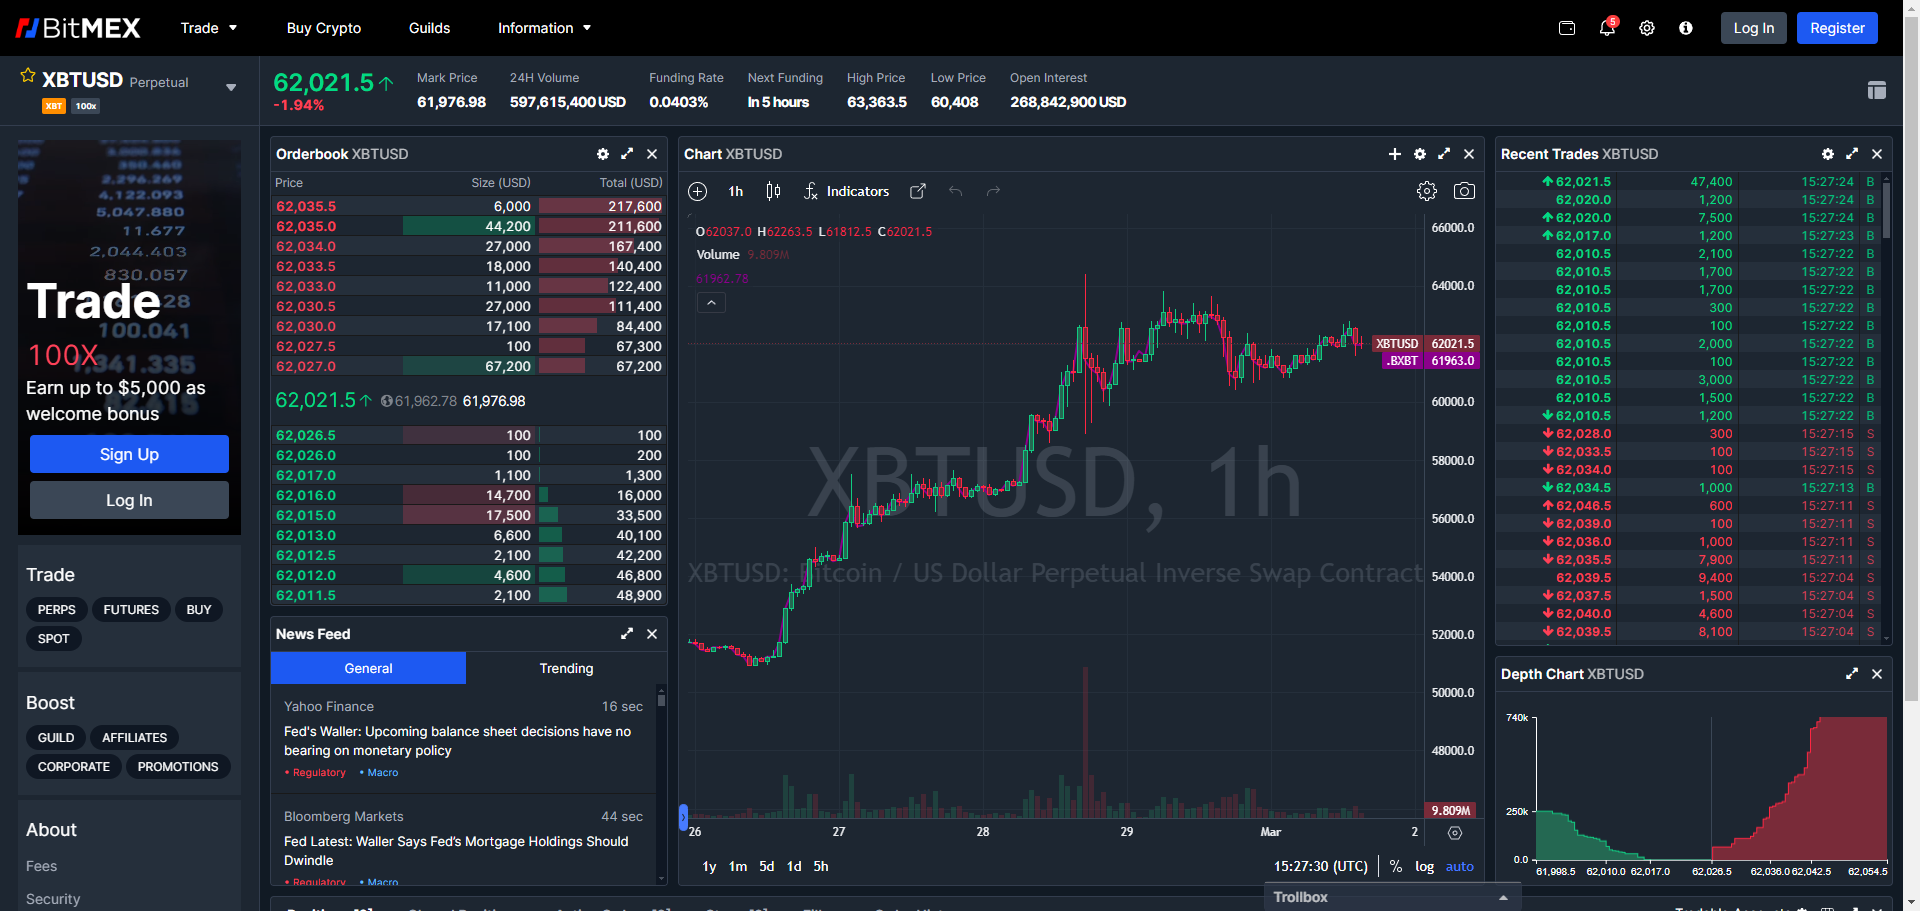 BitMEX
Trade
Buy Crypto
Guilds
Information
5
Log In
Register
XBTUSD Perpetual
XBT 100x
62,021.5
-1.94%
Mark Price
61,976.98
24H Volume
597,615,400 USD
Funding Rate
0.0403%
Next Funding
In 5 hours
High Price
63,363.5
Low Price
60,408
Open Interest
268,842,900 USD
350.460
2,296.269
4,122.093
5,047.880
11.677
2,044.403
830.057
Trade
100.041
100X
1,341.335
Earn up to $5,000 as
welcome bonus
Sign Up
Log In
Trade
PERPS FUTURES BUY
SPOT
Boost
GUILD AFFILIATES
CORPORATE PROMOTIONS
About
Fees
Security
Orderbook XBTUSD
Price Size (USD) Total (USD)
62,035.5 6,000 217,600
62,035.0 44,200 211,600
62,034.0 27,000 167,400
62,033.5 18,000 140,400
62,033.0 11,000 122,400
62,030.5 27,000 111,400
62,030.0 17,100 84,400
62,027.5 100 67,300
62,027.0 67,200 67,200
62,021.5 61,962.78 61,976.98
62,026.5 100 100
62,026.0 100 200
62,017.0 1,100 1,300
62,016.0 14,700 16,000
62,015.0 17,500 33,500
62,013.0 6,600 40,100
62,012.5 2,100 42,200
62,012.0 4,600 46,800
62,011.5 2,100 48,900
News Feed
General Trending
Yahoo Finance 16 sec
Fed's Waller: Upcoming balance sheet decisions have no
bearing on monetary policy
• Regulatory • Macro
Bloomberg Markets 44 sec
Fed Latest: Waller Says Fed's Mortgage Holdings Should
Dwindle
• Regulatory • Macro
Chart XBTUSD
1h Indicators
O62037.0 H62263.5 L61812.5 C62021.5
Volume 9.809M
61962.78
XBTUSD, 1h
XBTUSD: Bitcoin / US Dollar Perpetual Inverse Swap Contract
66000.0
64000.0
XBTUSD 62021.5
.BXBT 61963.0
60000.0
58000.0
56000.0
54000.0
52000.0
50000.0
48000.0
9.809M
26 27 28 29 Mar 2
1y 1m 5d 1d 5h
15:27:30 (UTC) % log auto
Trollbox
Recent Trades XBTUSD
62,021.5 47,400 15:27:24 B
62,020.0 1,200 15:27:24 B
62,020.0 7,500 15:27:24 B
62,017.0 1,200 15:27:23 B
62,010.5 2,100 15:27:22 B
62,010.5 1,700 15:27:22 B
62,010.5 1,700 15:27:22 B
62,010.5 300 15:27:22 B
62,010.5 100 15:27:22 B
62,010.5 2,000 15:27:22 B
62,010.5 100 15:27:22 B
62,010.5 3,000 15:27:22 B
62,010.5 1,500 15:27:22 B
62,010.5 1,200 15:27:22 B
62,028.0 300 15:27:15 S
62,033.5 100 15:27:15 S
62,034.0 100 15:27:15 S
62,034.5 1,000 15:27:13 B
62,046.5 600 15:27:11 S
62,039.0 100 15:27:11 S
62,036.0 1,000 15:27:11 S
62,035.5 7,900 15:27:11 S
62,039.5 9,400 15:27:04 S
62,037.5 1,500 15:27:04 S
62,040.0 4,600 15:27:04 S
62,039.5 8,100 15:27:04 S
Depth Chart XBTUSD
740k
250k
0.0
61,998.5 62,010.0 62,017.0 62,026.5 62,036.0 62,042.5 62,054.5